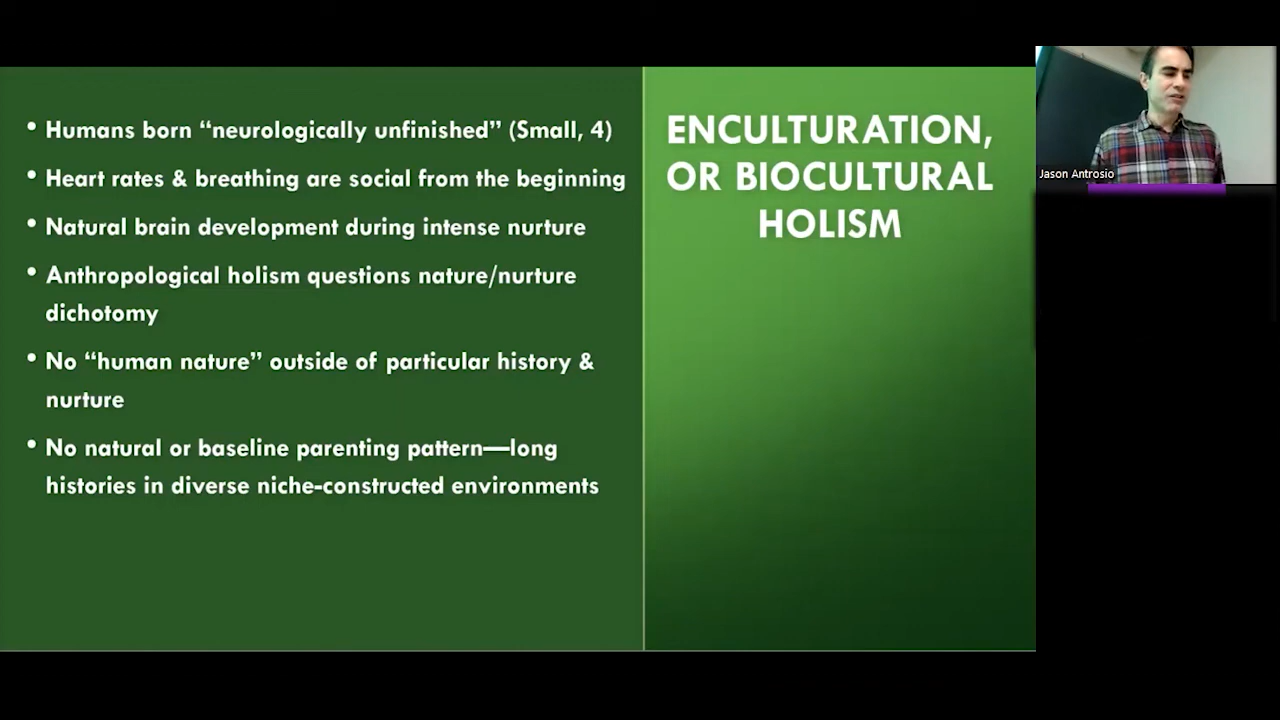 • Humans born “neurologically unfinished” (Small, 4)
• Heart rates & breathing are social from the beginning
• Natural brain development during intense nurture
• Anthropological holism questions nature/nurture
dichotomy
• No “human nature” outside of particular history &
nurture
• No natural or baseline parenting pattern—long
histories in diverse niche-constructed environments
ENCULTURATION,
OR BIOCULTURAL
HOLISM
Jason Antrosio